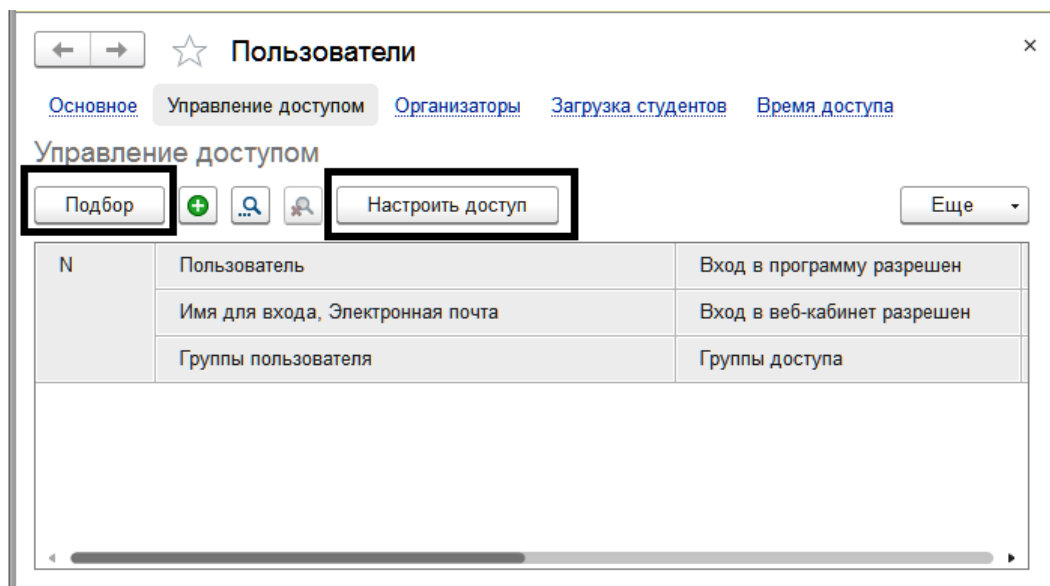 Пользователи
Основное Управление доступом Организаторы Загрузка студентов Время доступа
Управление доступом
Подбор Настроить доступ Еще
N Пользователь Вход в программу разрешен
Имя для входа, Электронная почта Вход в веб-кабинет разрешен
Группы пользователя Группы доступа